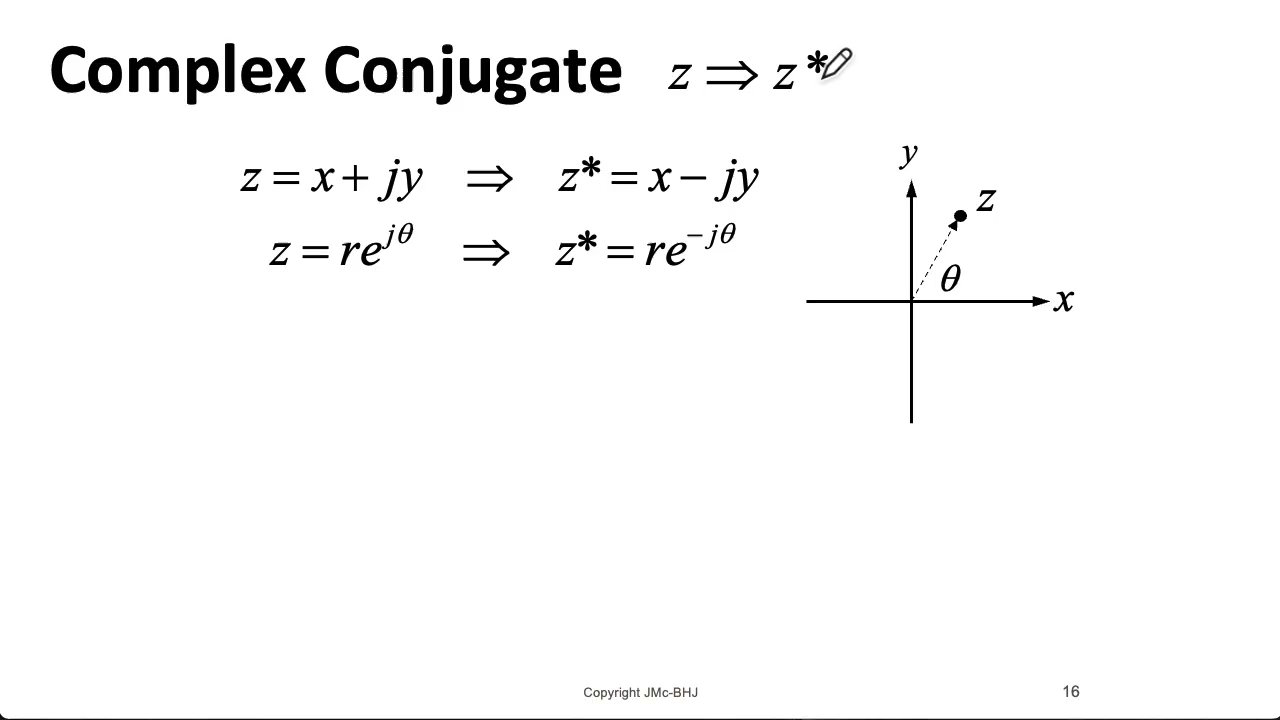 Complex Conjugate z ⇒ z*
z = x + jy ⇒ z* = x − jy
z = re^{jθ} ⇒ z* = re^{−jθ}
y
z
θ
x
Copyright JMc-BHJ
16